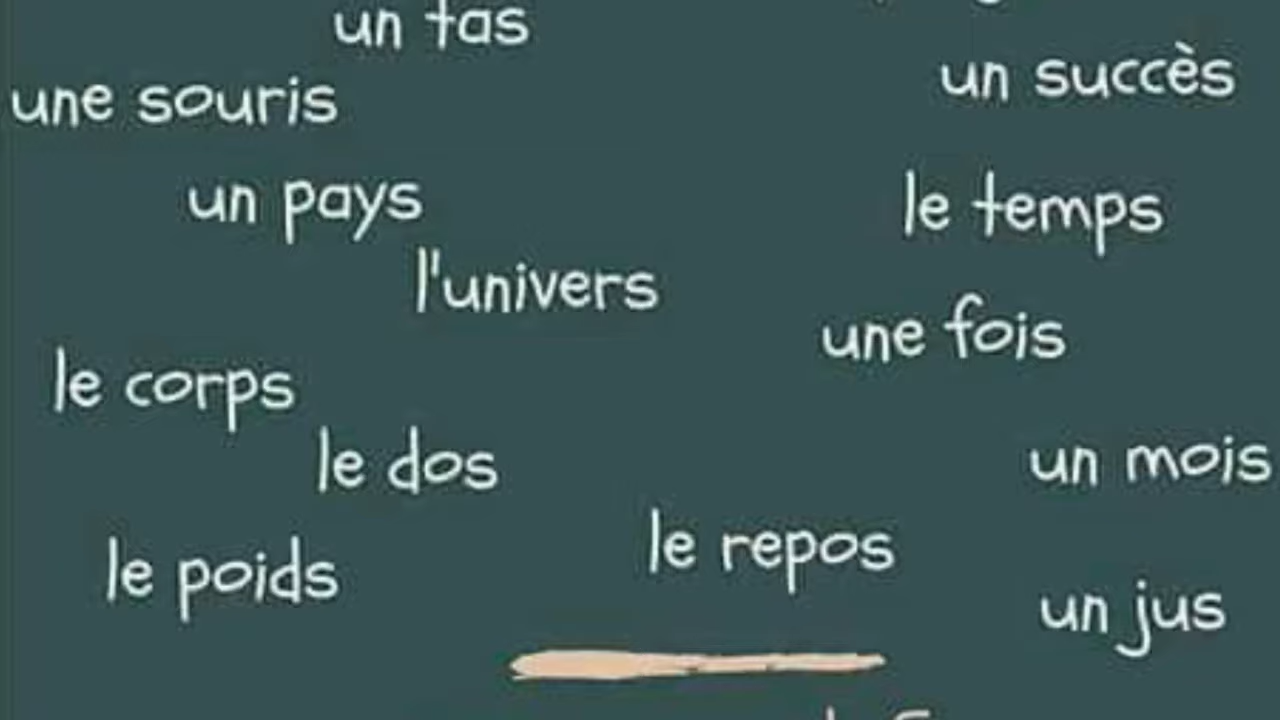 un tas
un succès
une souris
un pays
le temps
l'univers
une fois
le corps
le dos
un mois
le repos
le poids
un jus